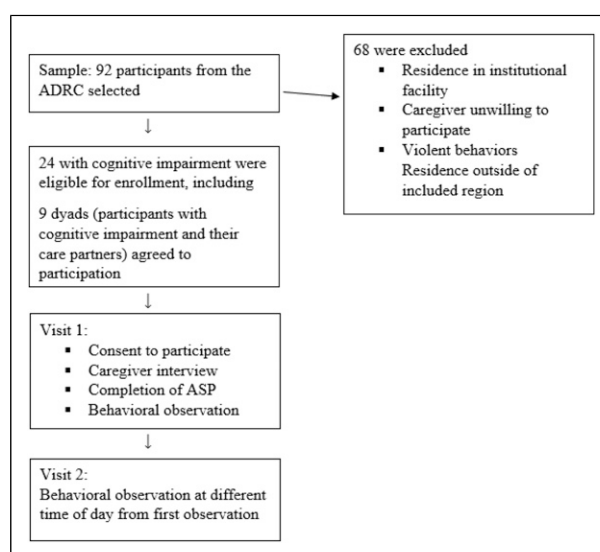 Sample: 92 participants from the
ADRC selected
68 were excluded
▪ Residence in institutional
facility
▪ Caregiver unwilling to
participate
▪ Violent behaviors
Residence outside of
included region
↓
24 with cognitive impairment were
eligible for enrollment, including
9 dyads (participants with
cognitive impairment and their
care partners) agreed to
participation
↓
Visit 1:
▪ Consent to participate
▪ Caregiver interview
▪ Completion of ASP
▪ Behavioral observation
↓
Visit 2:
Behavioral observation at different
time of day from first observation